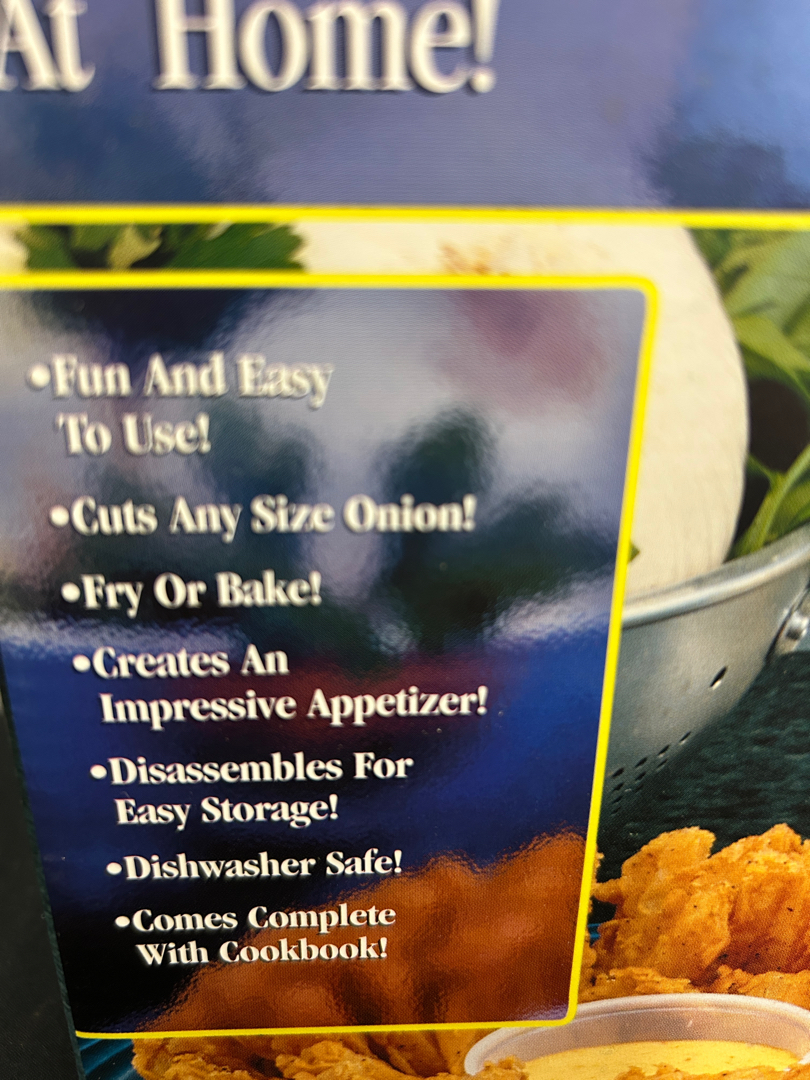 At Home!
•Fun And Easy
To Use!
•Cuts Any Size Onion!
•Fry Or Bake!
•Creates An
Impressive Appetizer!
•Disassembles For
Easy Storage!
•Dishwasher Safe!
•Comes Complete
With Cookbook!